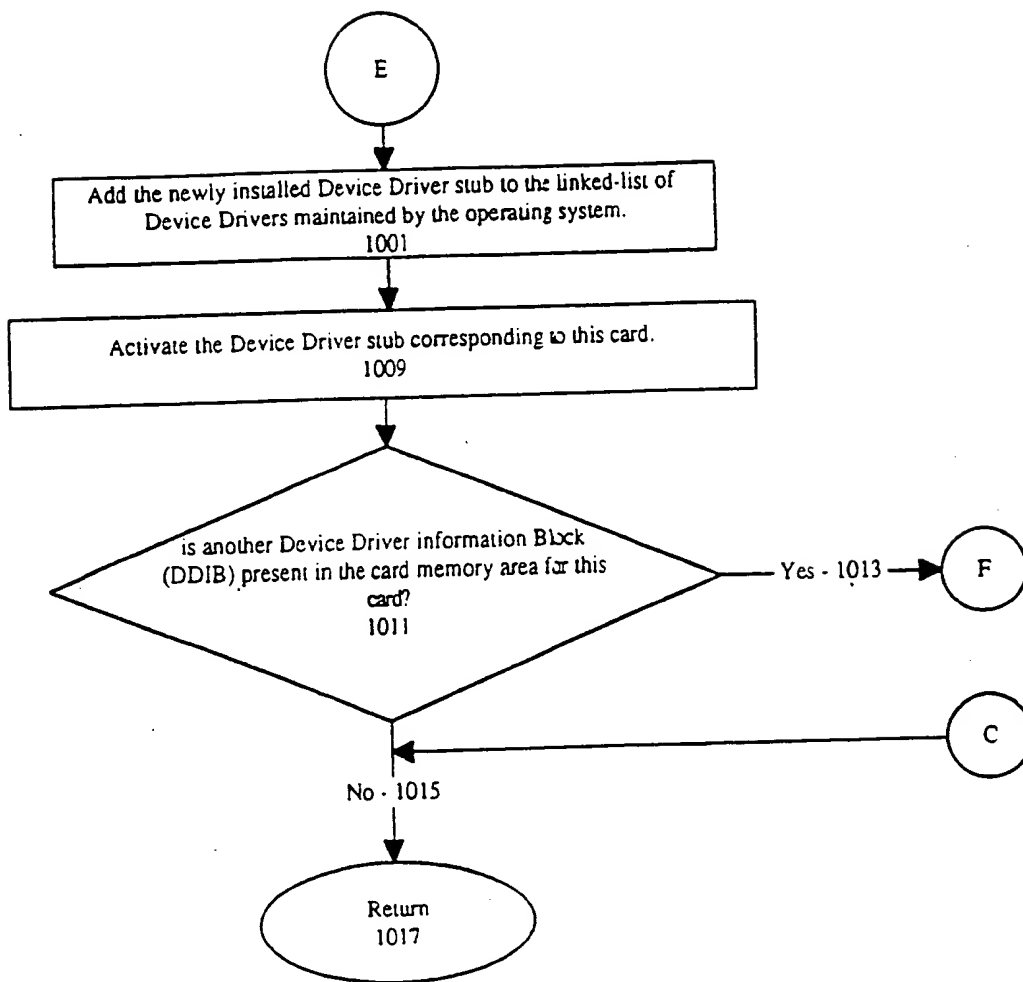 E
Add the newly installed Device Driver stub to the linked-list of
Device Drivers maintained by the operating system.
1001
Activate the Device Driver stub corresponding to this card.
1009
is another Device Driver information Block
(DDIB) present in the card memory area for this
card?
1011
Yes - 1013
F
C
No - 1015
Return
1017